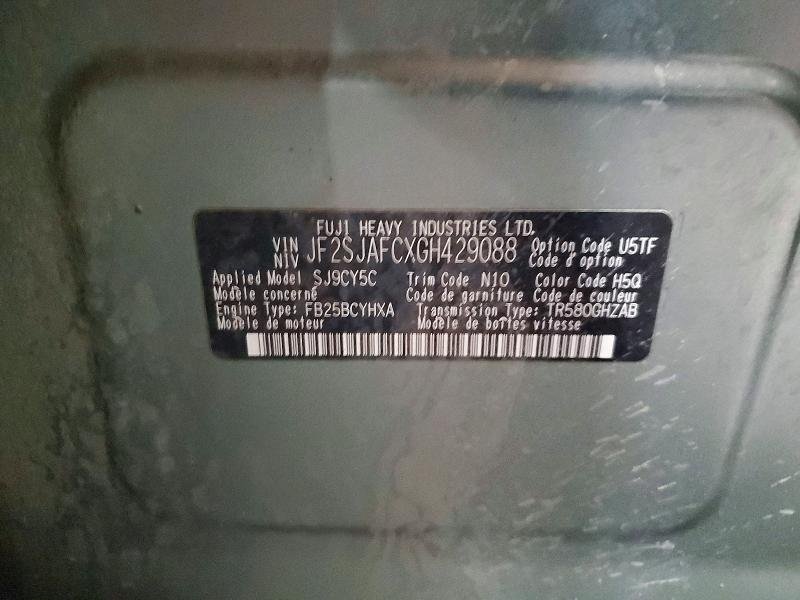 FUJI HEAVY INDUSTRIES LTD.
VIN NIV JF2SJAFCXGH429088 Option Code U5TF
Code d'option
Applied Model SJ9CY5C Trim Code N10 Color Code H5Q
Modèle concerné Code de garniture Code de couleur
Engine Type: FB25BCYHXA Transmission Type: TR580GHZAB
Modèle de moteur Modèle de boîtes vitesse